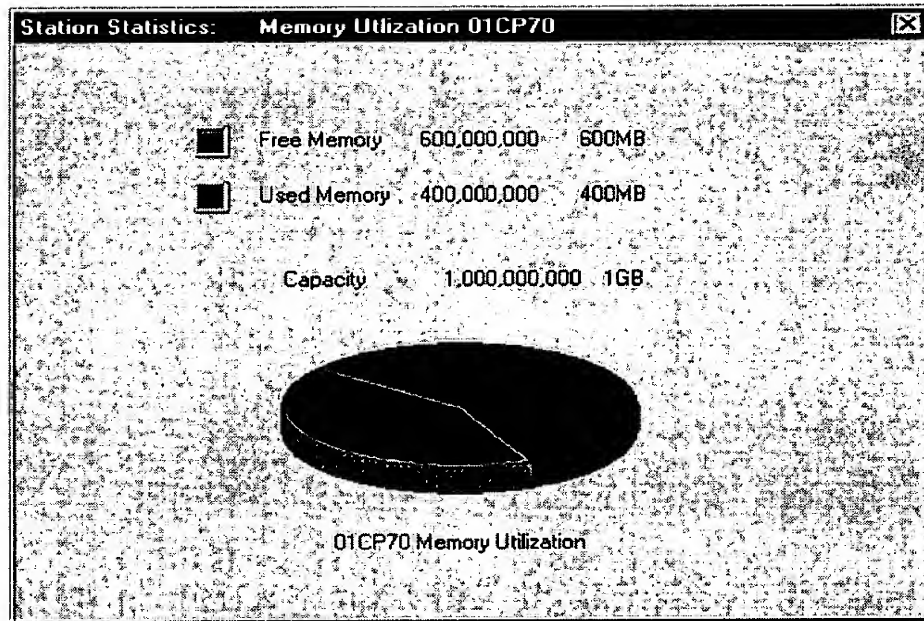 Station Statistics: Memory Utilization 01CP70
Free Memory 600,000,000 600MB
Used Memory 400,000,000 400MB
Capacity 1,000,000,000 1GB
01CP70 Memory Utilization